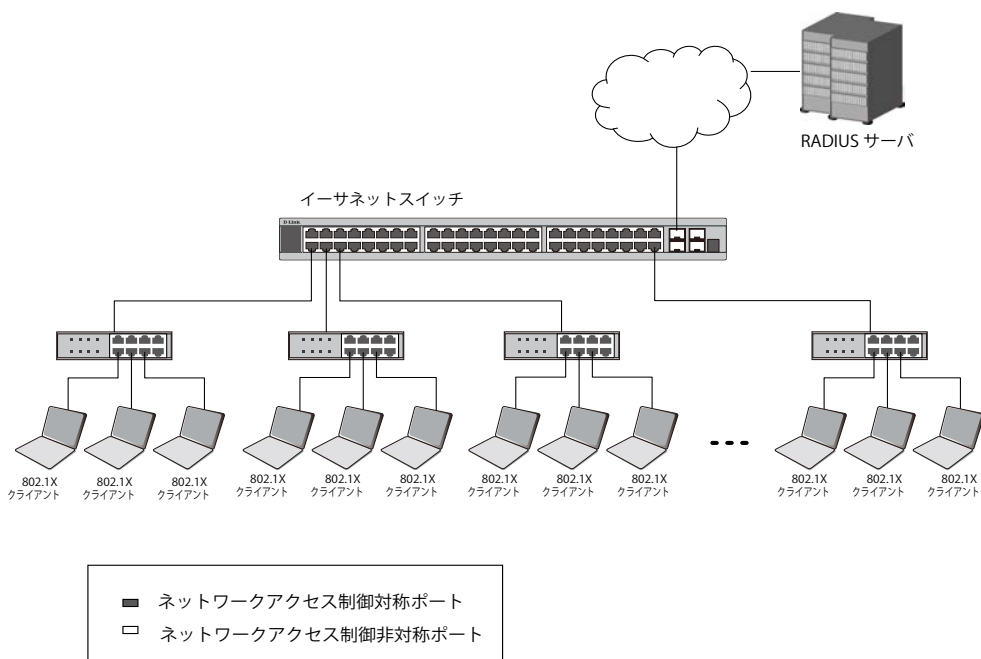 RADIUS サーバ
イーサネットスイッチ
D-Link
802.1X
クライアント
802.1X
クライアント
802.1X
クライアント
802.1X
クライアント
802.1X
クライアント
802.1X
クライアント
802.1X
クライアント
802.1X
クライアント
802.1X
クライアント
802.1X
クライアント
802.1X
クライアント
802.1X
クライアント
ネットワークアクセス制御対称ポート
ネットワークアクセス制御非対称ポート